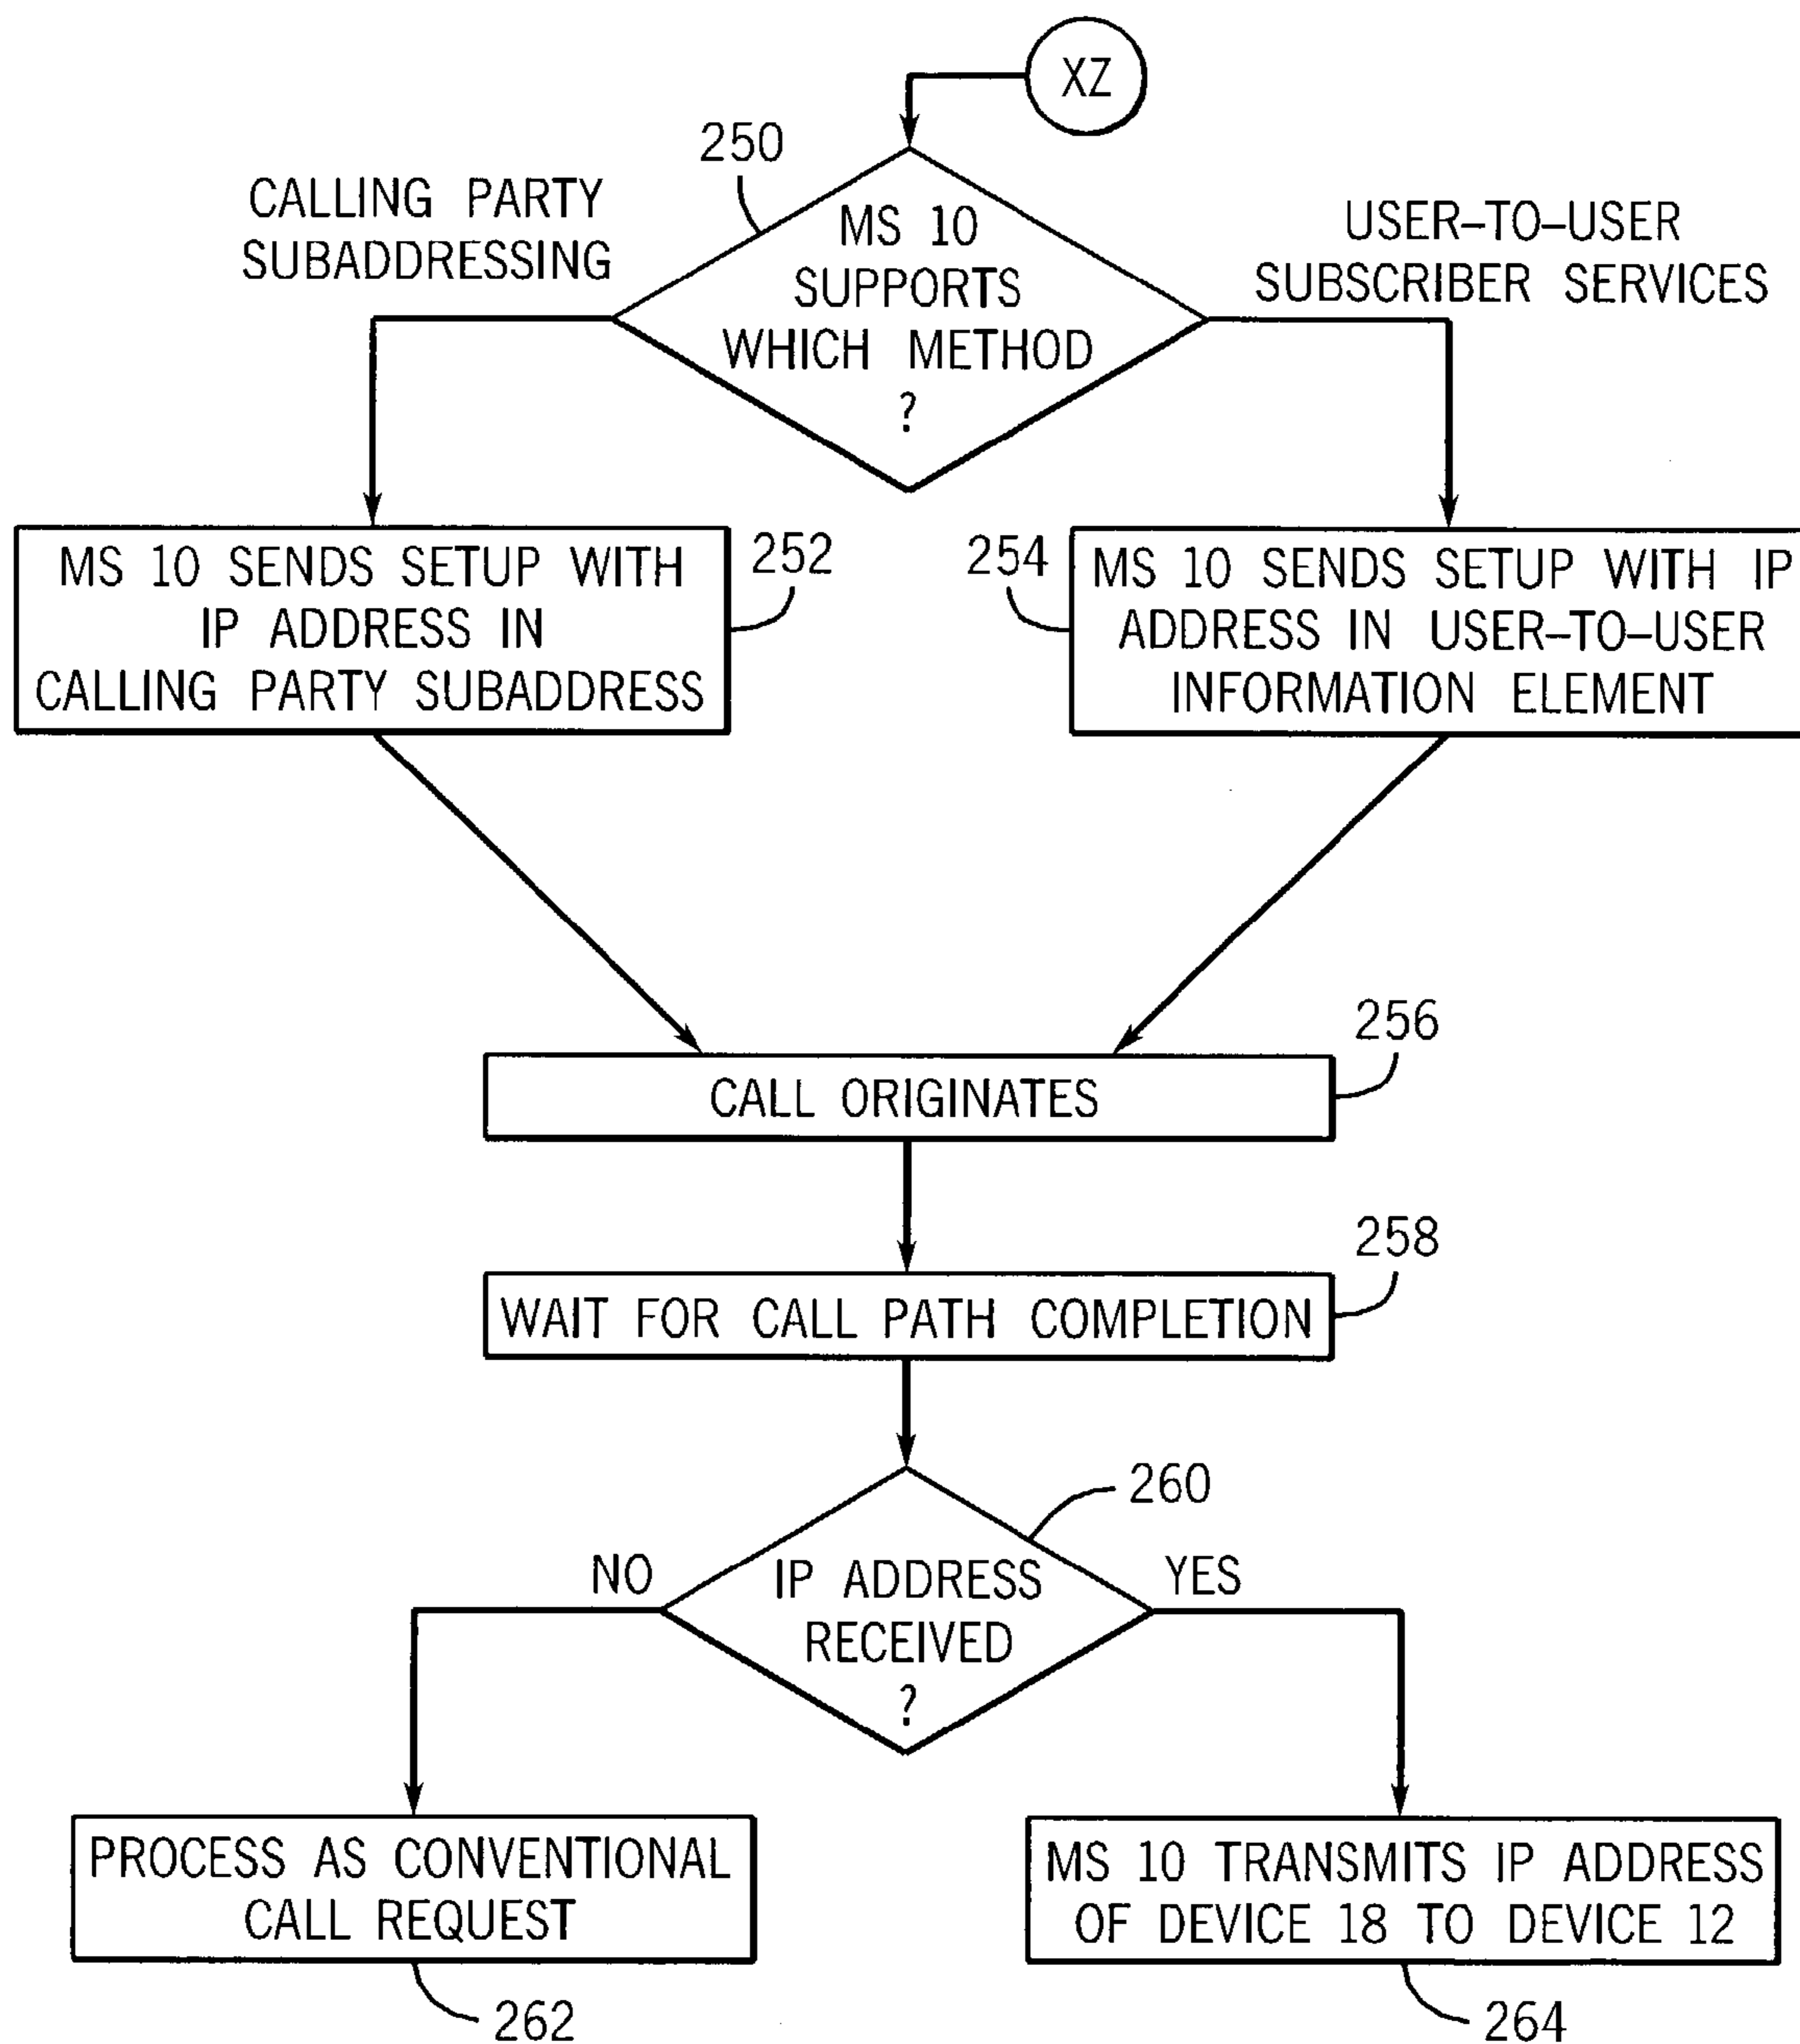 XZ
250
CALLING PARTY
SUBADDRESSING
MS 10
SUPPORTS
WHICH METHOD
?
USER–TO–USER
SUBSCRIBER SERVICES
MS 10 SENDS SETUP WITH
IP ADDRESS IN
CALLING PARTY SUBADDRESS
252
254
MS 10 SENDS SETUP WITH IP
ADDRESS IN USER–TO–USER
INFORMATION ELEMENT
256
CALL ORIGINATES
258
WAIT FOR CALL PATH COMPLETION
260
NO
IP ADDRESS
RECEIVED
?
YES
PROCESS AS CONVENTIONAL
CALL REQUEST
262
MS 10 TRANSMITS IP ADDRESS
OF DEVICE 18 TO DEVICE 12
264